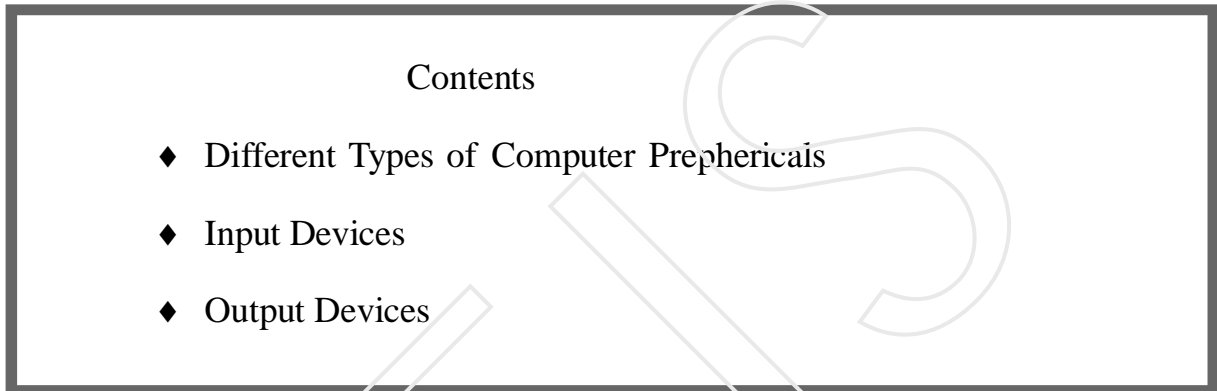 Contents
♦ Different Types of Computer Prephericals
♦ Input Devices
♦ Output Devices